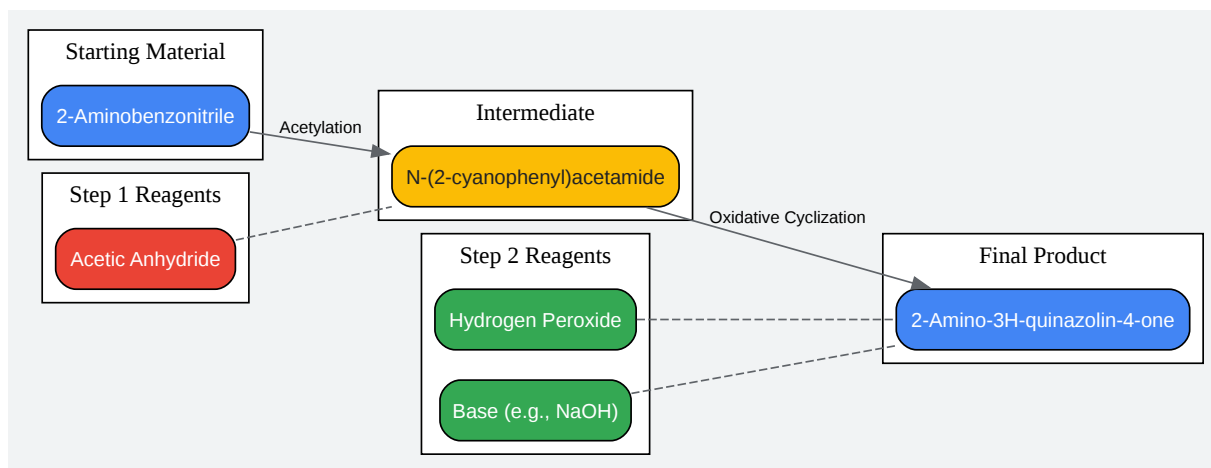 Starting Material
2-Aminobenzonitrile
Acetylation
Step 1 Reagents
Acetic Anhydride
Intermediate
N-(2-cyanophenyl)acetamide
Oxidative Cyclization
Step 2 Reagents
Hydrogen Peroxide
Base (e.g., NaOH)
Final Product
2-Amino-3H-quinazolin-4-one